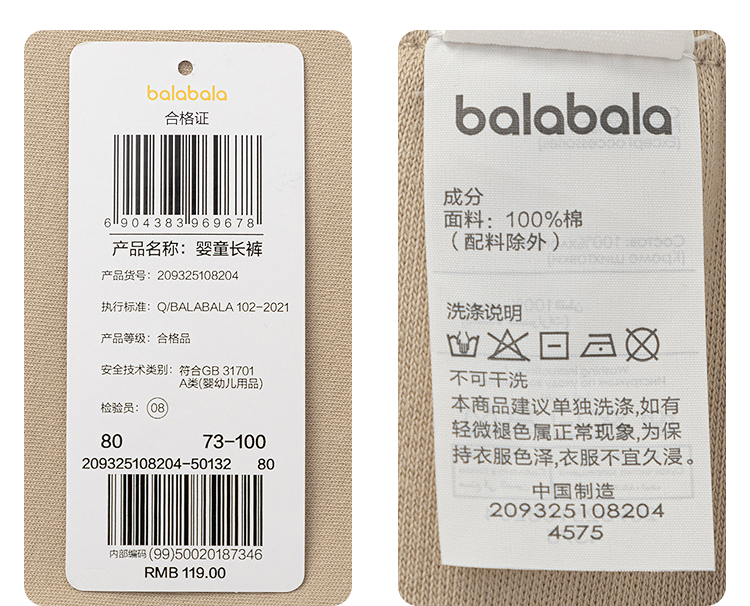 balabala
合格证
6 904383 969678
产品名称：婴童长裤
产品货号：209325108204
执行标准：Q/BALABALA 102-2021
产品等级：合格品
安全技术类别：符合GB 31701
A类(婴幼儿用品)
检验员：08
80 73-100
209325108204-50132 80
内部编码 (99)50020187346
RMB 119.00
balabala
成分
面料：100%棉
（配料除外）
洗涤说明
不可干洗
本商品建议单独洗涤,如有
轻微褪色属正常现象,为保
持衣服色泽,衣服不宜久浸。
中国制造
209325108204
4575